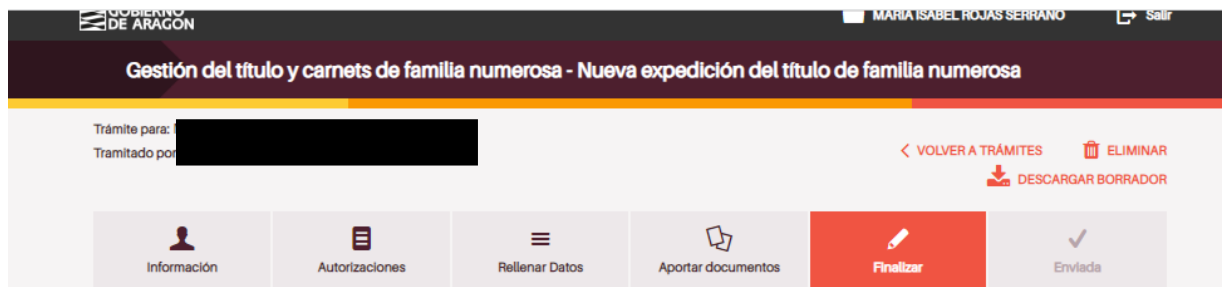 GOBIERNO
DE ARAGON
MARIA ISABEL ROJAS SERRANO
Salir
Gestión del título y carnets de familia numerosa - Nueva expedición del título de familia numerosa
Trámite para:
Tramitado por
VOLVER A TRÁMITES
ELIMINAR
DESCARGAR BORRADOR
Información
Autorizaciones
Rellenar Datos
Aportar documentos
Finalizar
Enviada